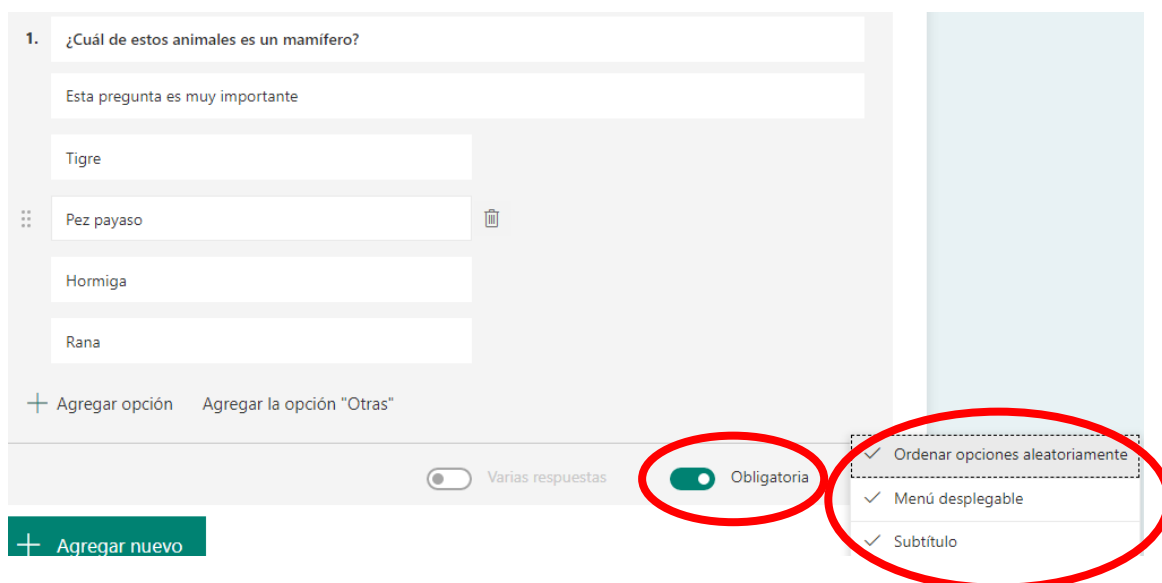 1. ¿Cuál de estos animales es un mamífero?
Esta pregunta es muy importante
Tigre
Pez payaso
Hormiga
Rana
Agregar opción Agregar la opción "Otras"
Varias respuestas Obligatoria
Ordenar opciones aleatoriamente
Menú desplegable
Subtítulo
Agregar nuevo